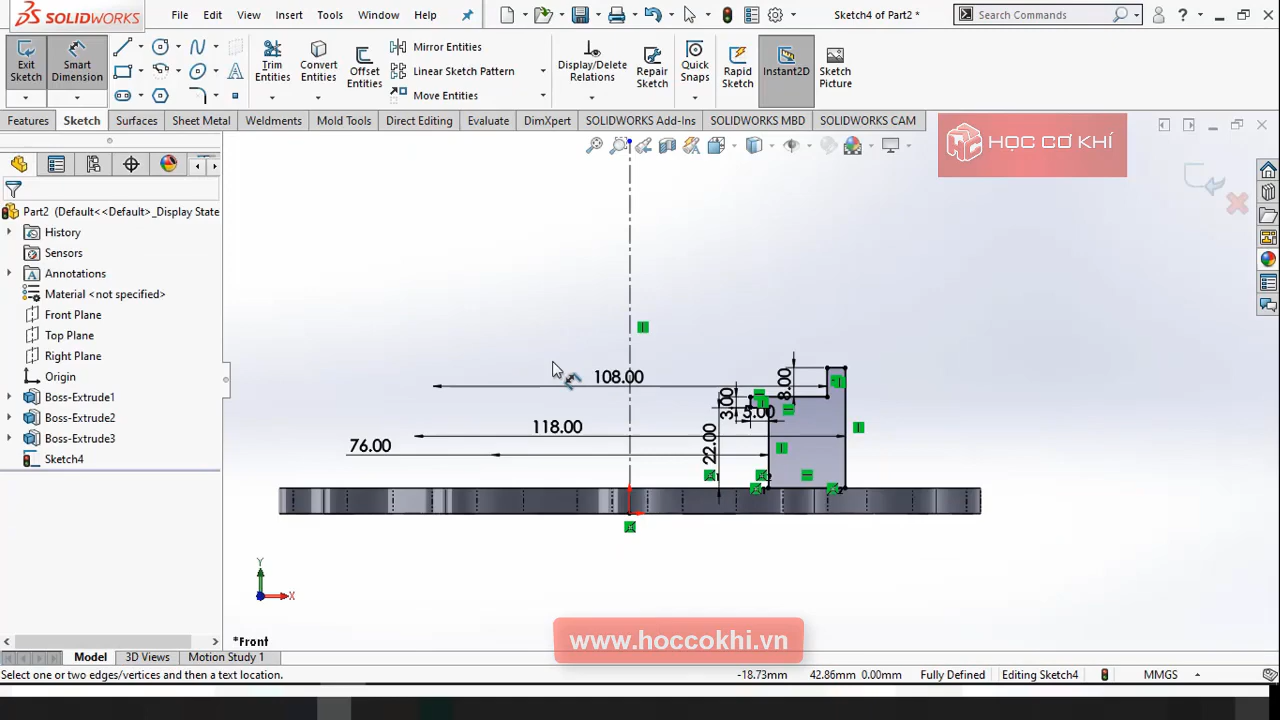 SOLIDWORKS
File Edit View Insert Tools Window Help
Sketch4 of Part2 *
Search Commands
?
Exit Sketch
Smart Dimension
Trim Entities
Convert Entities
Offset Entities
Mirror Entities
Linear Sketch Pattern
Move Entities
Display/Delete Relations
Repair Sketch
Quick Snaps
Rapid Sketch
Instant2D
Sketch Picture
Features Sketch Surfaces Sheet Metal Weldments Mold Tools Direct Editing Evaluate DimXpert SOLIDWORKS Add-Ins SOLIDWORKS MBD SOLIDWORKS CAM
HỌC CƠ KHÍ
Part2 (Default<<Default>_Display State
History
Sensors
Annotations
Material <not specified>
Front Plane
Top Plane
Right Plane
Origin
Boss-Extrude1
Boss-Extrude2
Boss-Extrude3
Sketch4
108.00
8.00
3.00
5.00
118.00
22.00
76.00
Y
X
*Front
www.hoccokhi.vn
Model 3D Views Motion Study 1
Select one or two edges/vertices and then a text location.
-18.73mm 42.86mm 0.00mm Fully Defined Editing Sketch4 MMGS